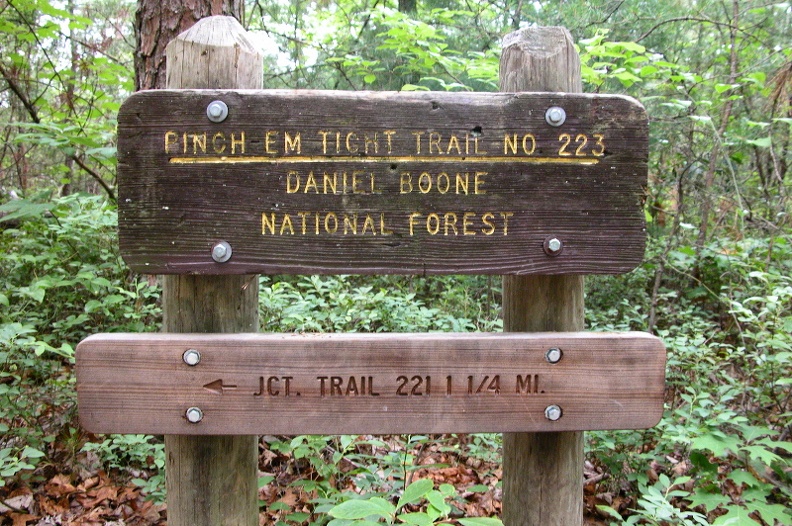 PINCH-EM TIGHT TRAIL-NO. 223
DANIEL BOONE
NATIONAL FOREST
← JCT. TRAIL 221 1 1/4 MI.